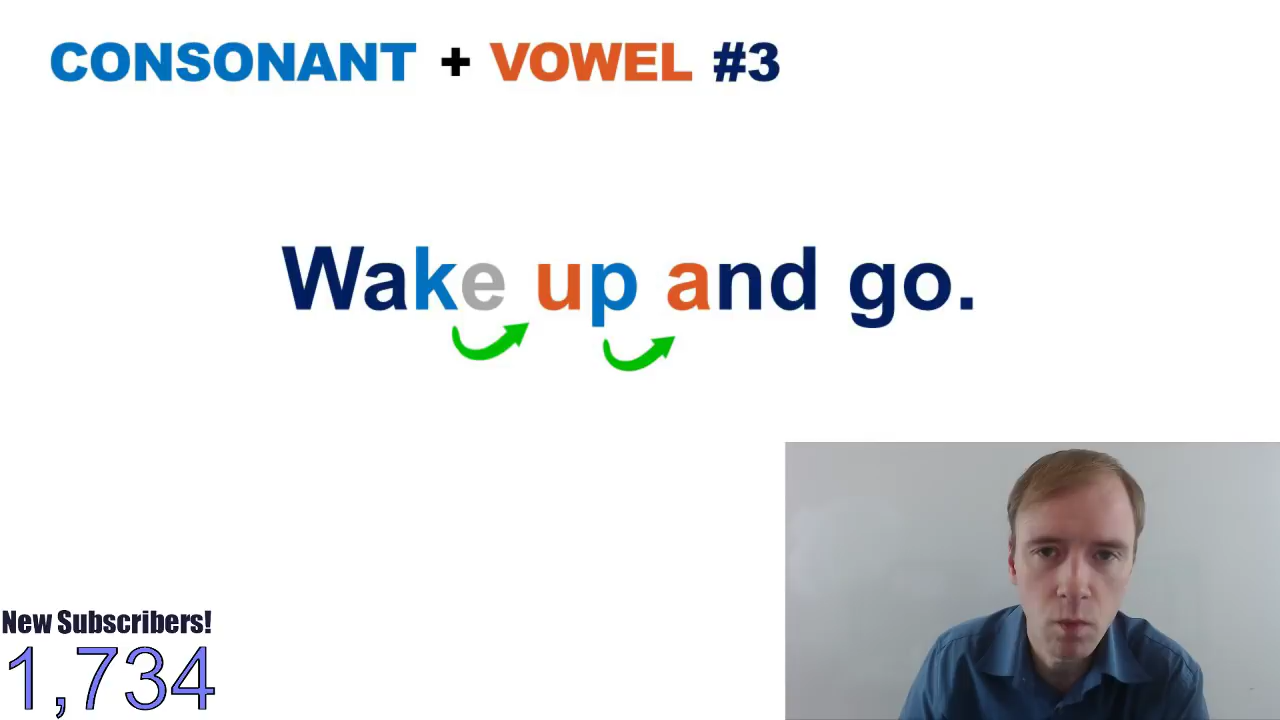 CONSONANT + VOWEL #3
Wake up and go.
New Subscribers!
1,734